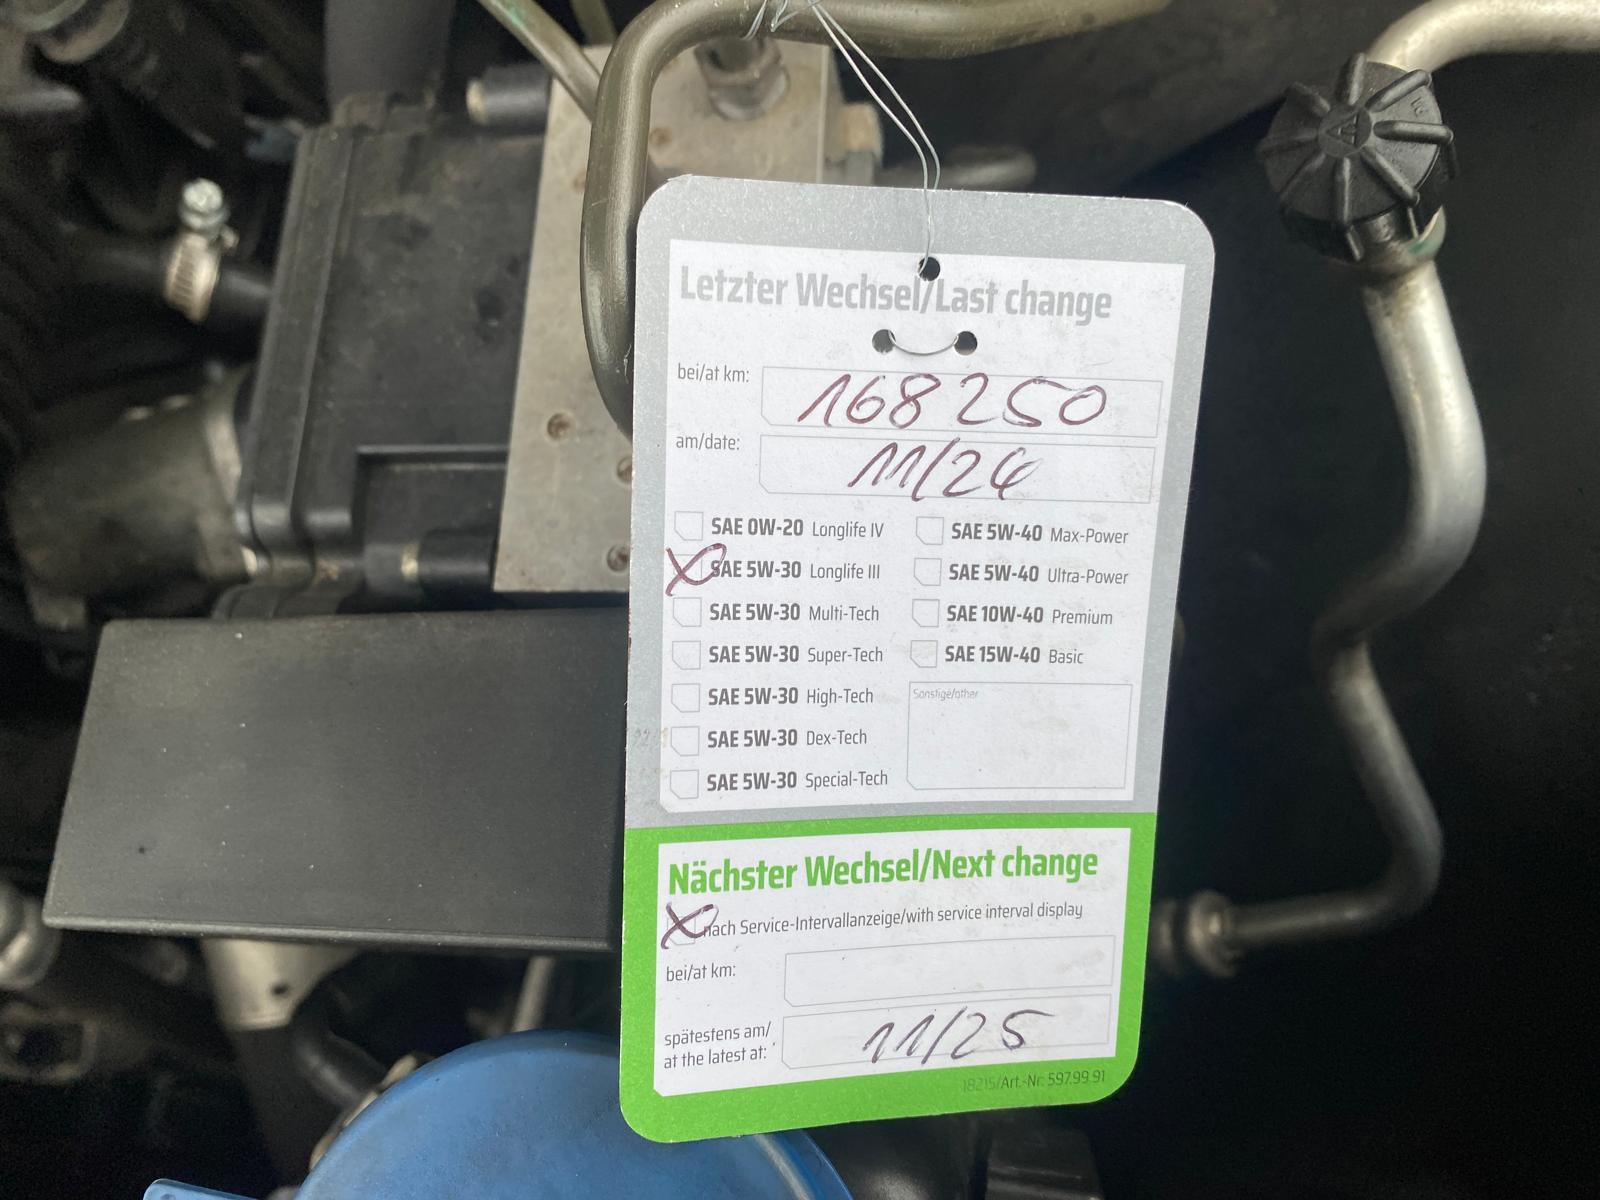 Letzter Wechsel/Last change
bei/at km: 168250
am/date: 11/24
SAE 0W-20 Longlife IV
SAE 5W-30 Longlife III
SAE 5W-30 Multi-Tech
SAE 5W-30 Super-Tech
SAE 5W-30 High-Tech
SAE 5W-30 Dex-Tech
SAE 5W-30 Special-Tech
SAE 5W-40 Max-Power
SAE 5W-40 Ultra-Power
SAE 10W-40 Premium
SAE 15W-40 Basic
Sonstige/other
Nächster Wechsel/Next change
nach Service-Intervallanzeige/with service interval display
bei/at km:
spätestens am/
at the latest at: 11/25
18215/Art.-Nr. 597.99 91